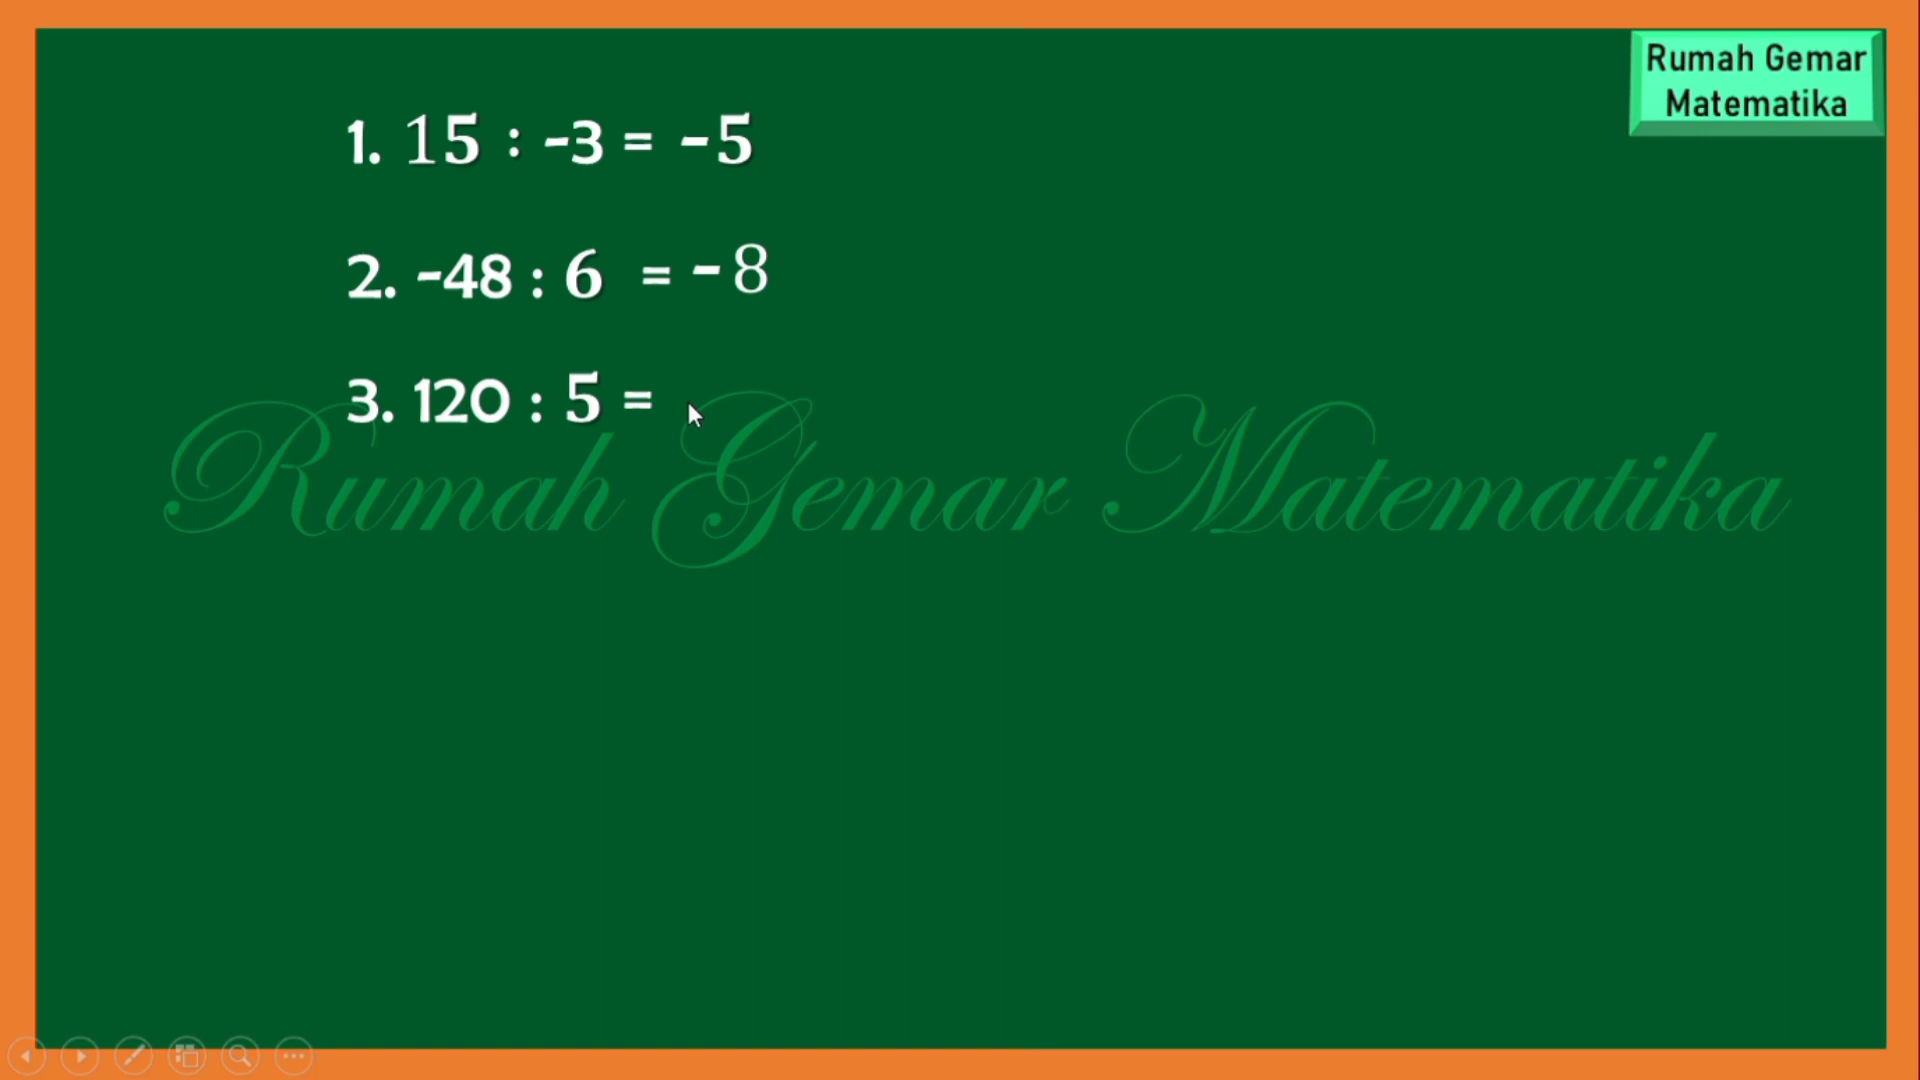 Rumah Gemar
Matematika
1. 15 : -3 = -5
2. -48 : 6 = -8
3. 120 : 5 =
Rumah Gemar Matematika